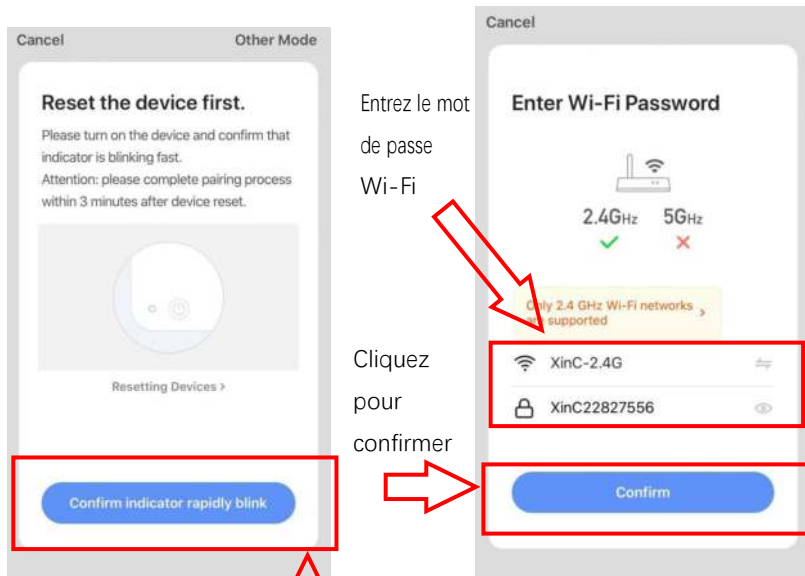 Cancel
Other Mode
Reset the device first.
Please turn on the device and confirm that
indicator is blinking fast.
Attention: please complete pairing process
within 3 minutes after device reset.
Resetting Devices >
Confirm indicator rapidly blink
Entrez le mot
de passe
Wi-Fi
Cliquez
pour
confirmer
Cancel
Enter Wi-Fi Password
2.4GHz 5GHz
Only 2.4 GHz Wi-Fi networks >
are supported
XinC-2.4G
XinC22827556
Confirm